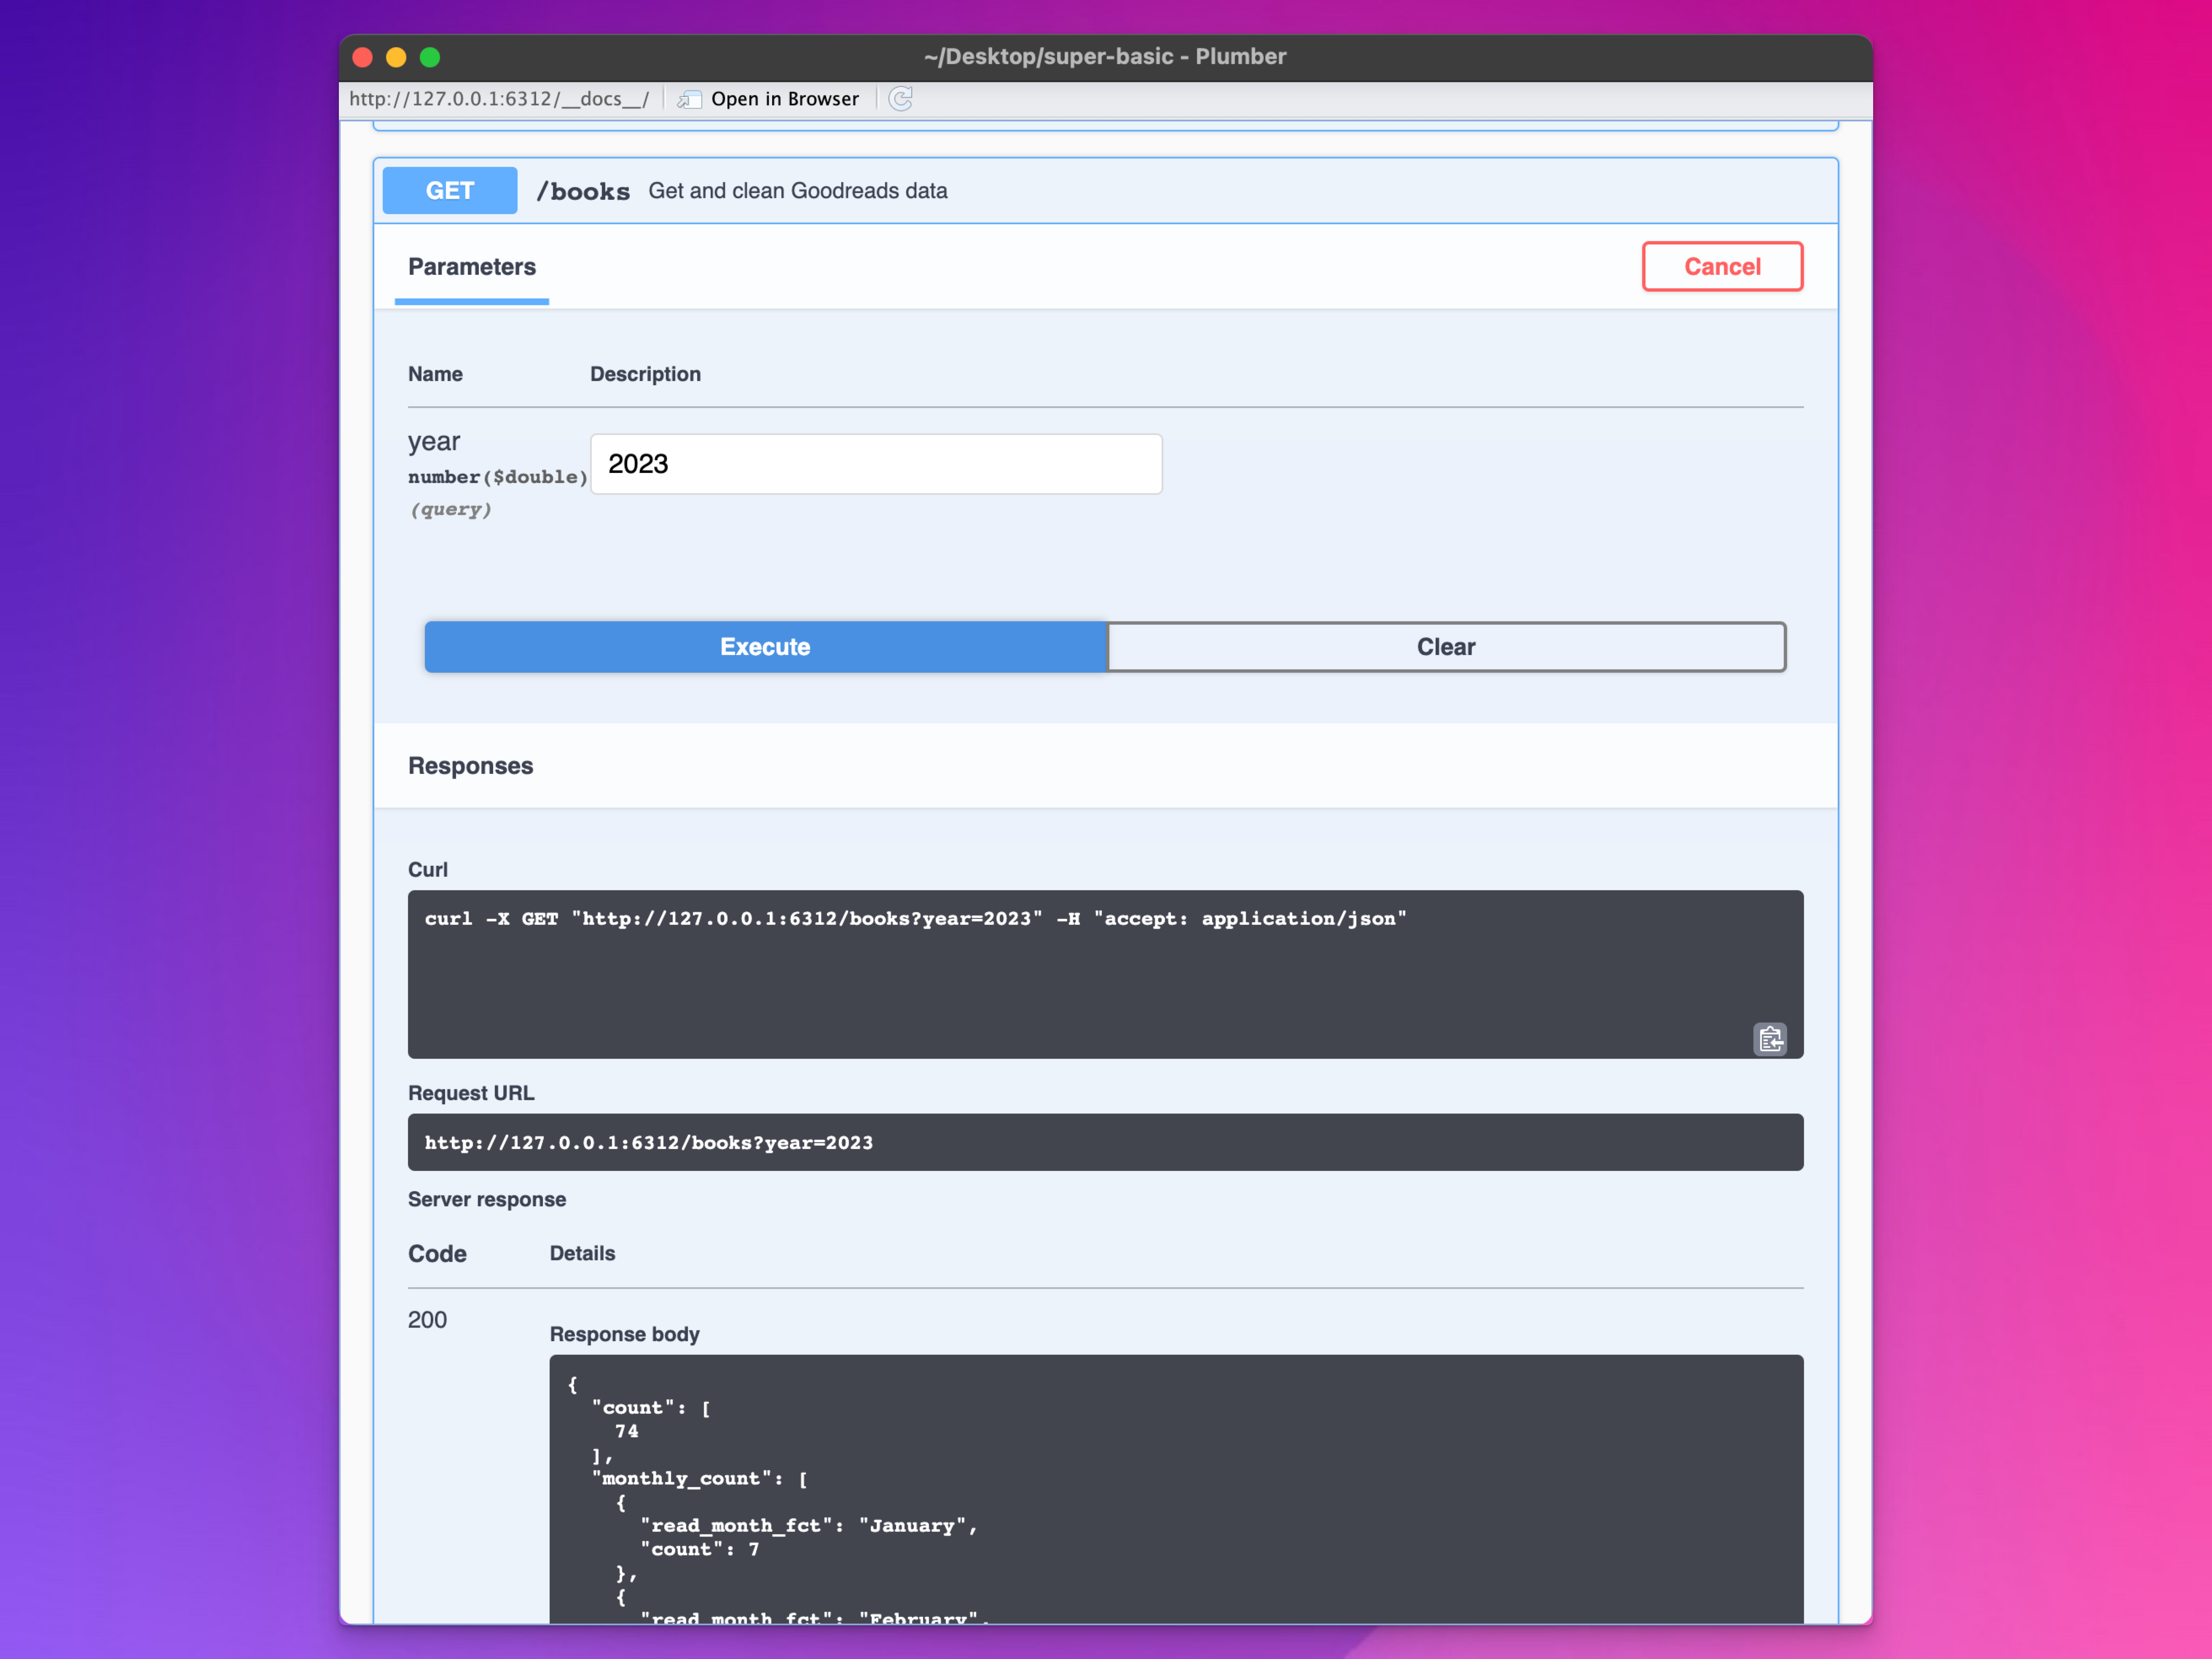 ~/Desktop/super-basic - Plumber
http://127.0.0.1:6312/__docs__/ Open in Browser
GET /books Get and clean Goodreads data
Parameters Cancel
Name Description
year 2023
number($double)
(query)
Execute Clear
Responses
Curl
curl -X GET "http://127.0.0.1:6312/books?year=2023" -H "accept: application/json"
Request URL
http://127.0.0.1:6312/books?year=2023
Server response
Code Details
200
Response body
{
"count": [
74
],
"monthly_count": [
{
"read_month_fct": "January",
"count": 7
},
{
"read_month_fct": "February",